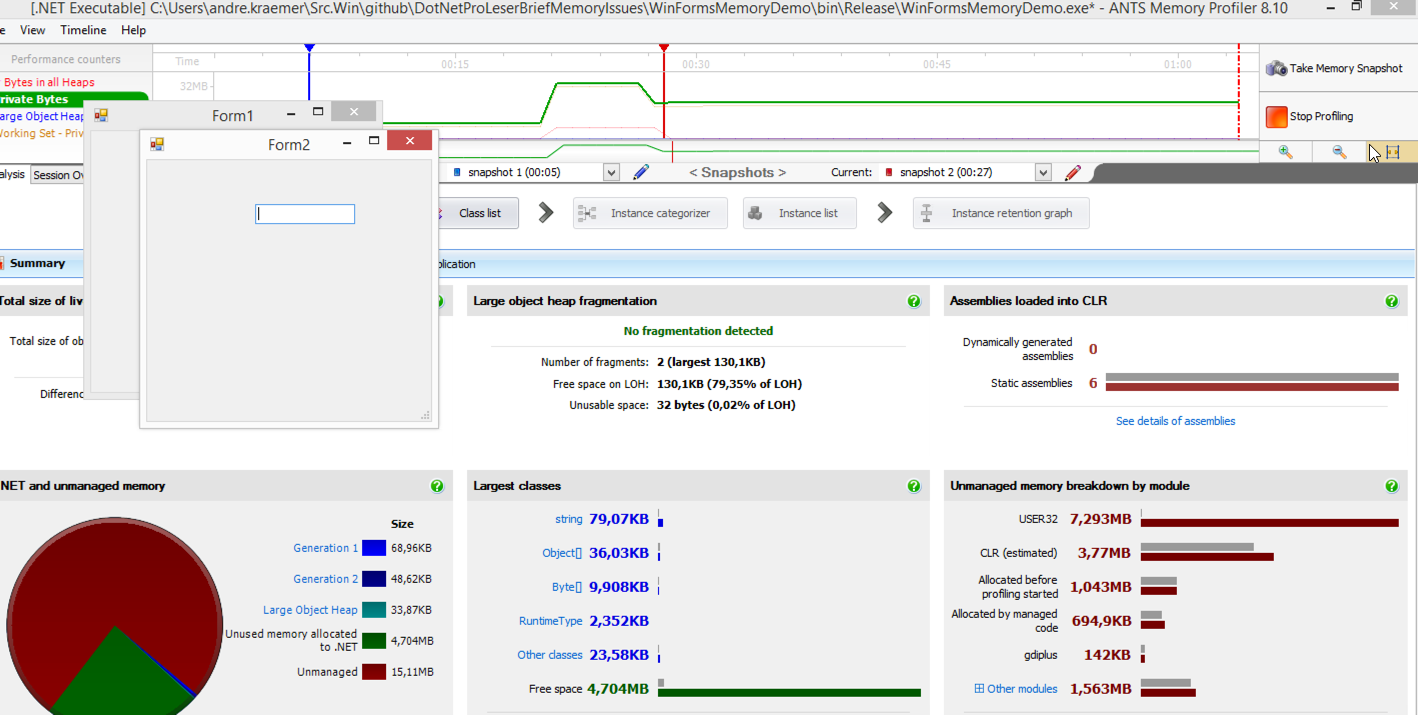 [.NET Executable] C:\Users\andre.kraemer\Src.Win\github\DotNetProLeserBriefMemoryIssues\WinFormsMemoryDemo\bin\Release\WinFormsMemoryDemo.exe* - ANTS Memory Profiler 8.10
e View Timeline Help
Performance counters
Time 00:15 00:30 00:45 01:00
Bytes in all Heaps
32MB
rivate Bytes
arge Object Heap
Working Set - Priv
Take Memory Snapshot
Stop Profiling
Form1
Form2
alysis Session Ov
snapshot 1 (00:05) < Snapshots > Current: snapshot 2 (00:27)
Class list Instance categorizer Instance list Instance retention graph
Summary
plication
Total size of liv
Total size of ob
Differenc
Large object heap fragmentation
No fragmentation detected
Number of fragments: 2 (largest 130,1KB)
Free space on LOH: 130,1KB (79,35% of LOH)
Unusable space: 32 bytes (0,02% of LOH)
Assemblies loaded into CLR
Dynamically generated
assemblies 0
Static assemblies 6
See details of assemblies
NET and unmanaged memory
Size
Generation 1 68,96KB
Generation 2 48,62KB
Large Object Heap 33,87KB
Unused memory allocated
to .NET 4,704MB
Unmanaged 15,11MB
Largest classes
string 79,07KB
Object[] 36,03KB
Byte[] 9,908KB
RuntimeType 2,352KB
Other classes 23,58KB
Free space 4,704MB
Unmanaged memory breakdown by module
USER32 7,293MB
CLR (estimated) 3,77MB
Allocated before
profiling started 1,043MB
Allocated by managed
code 694,9KB
gdiplus 142KB
Other modules 1,563MB